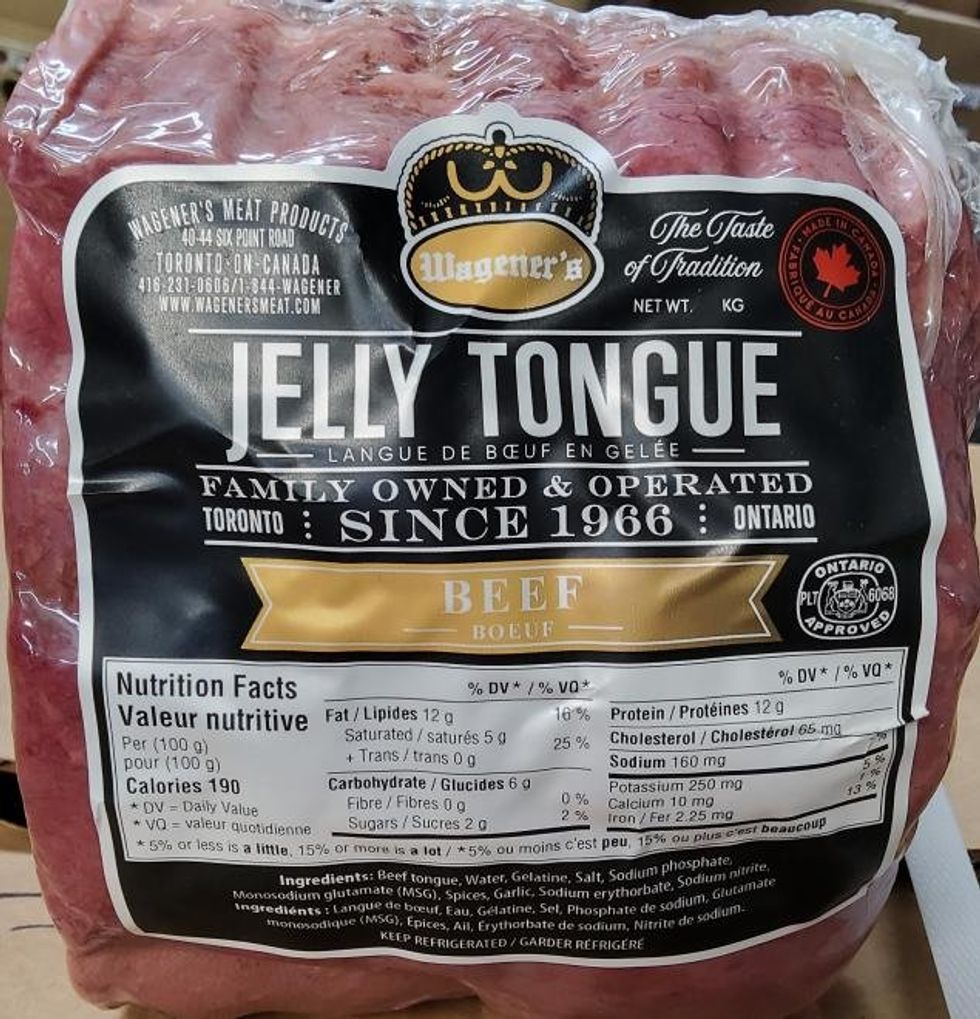 WAGENER'S MEAT PRODUCTS
40-44 SIX POINT ROAD
TORONTO-ON-CANADA
416-231-0606/1-844-WAGENER
WWW.WAGENERSMEAT.COM
Wagener's
The Taste
of Tradition
NET WT. KG
MADE IN CANADA
FABRIQUÉ AU CANADA
JELLY TONGUE
LANGUE DE BŒUF EN GELÉE
FAMILY OWNED & OPERATED
TORONTO SINCE 1966 ONTARIO
BEEF
BOEUF
ONTARIO
PLT 6068
APPROVED
Nutrition Facts
Valeur nutritive
Per (100 g)
pour (100 g)
Calories 190
* DV = Daily Value
* VQ = valeur quotidienne
% DV* / % VQ*
Fat / Lipides 12 g 16 %
Saturated / saturés 5 g
+ Trans / trans 0 g 25 %
Carbohydrate / Glucides 6 g
Fibre / Fibres 0 g 0 %
Sugars / Sucres 2 g 2 %
% DV* / % VQ*
Protein / Protéines 12 g
Cholesterol / Cholestérol 65 mg
Sodium 160 mg 7%
Potassium 250 mg 5 %
Calcium 10 mg 1 %
Iron / Fer 2.25 mg 13 %
* 5% or less is a little, 15% or more is a lot / *5% ou moins c'est peu, 15% ou plus c'est beaucoup
Ingredients: Beef tongue, Water, Gelatine, Salt, Sodium phosphate,
Monosodium glutamate (MSG), Spices, Garlic, Sodium erythorbate, Sodium nitrite,
Ingrediénts : Langue de bœuf, Eau, Gélatine, Sel, Phosphate de sodium, Glutamate
monosodique (MSG), Épices, Ail, Érythorbate de sodium, Nitrite de sodium.
KEEP REFRIGERATED / GARDER RÉFRIGÉRÉ